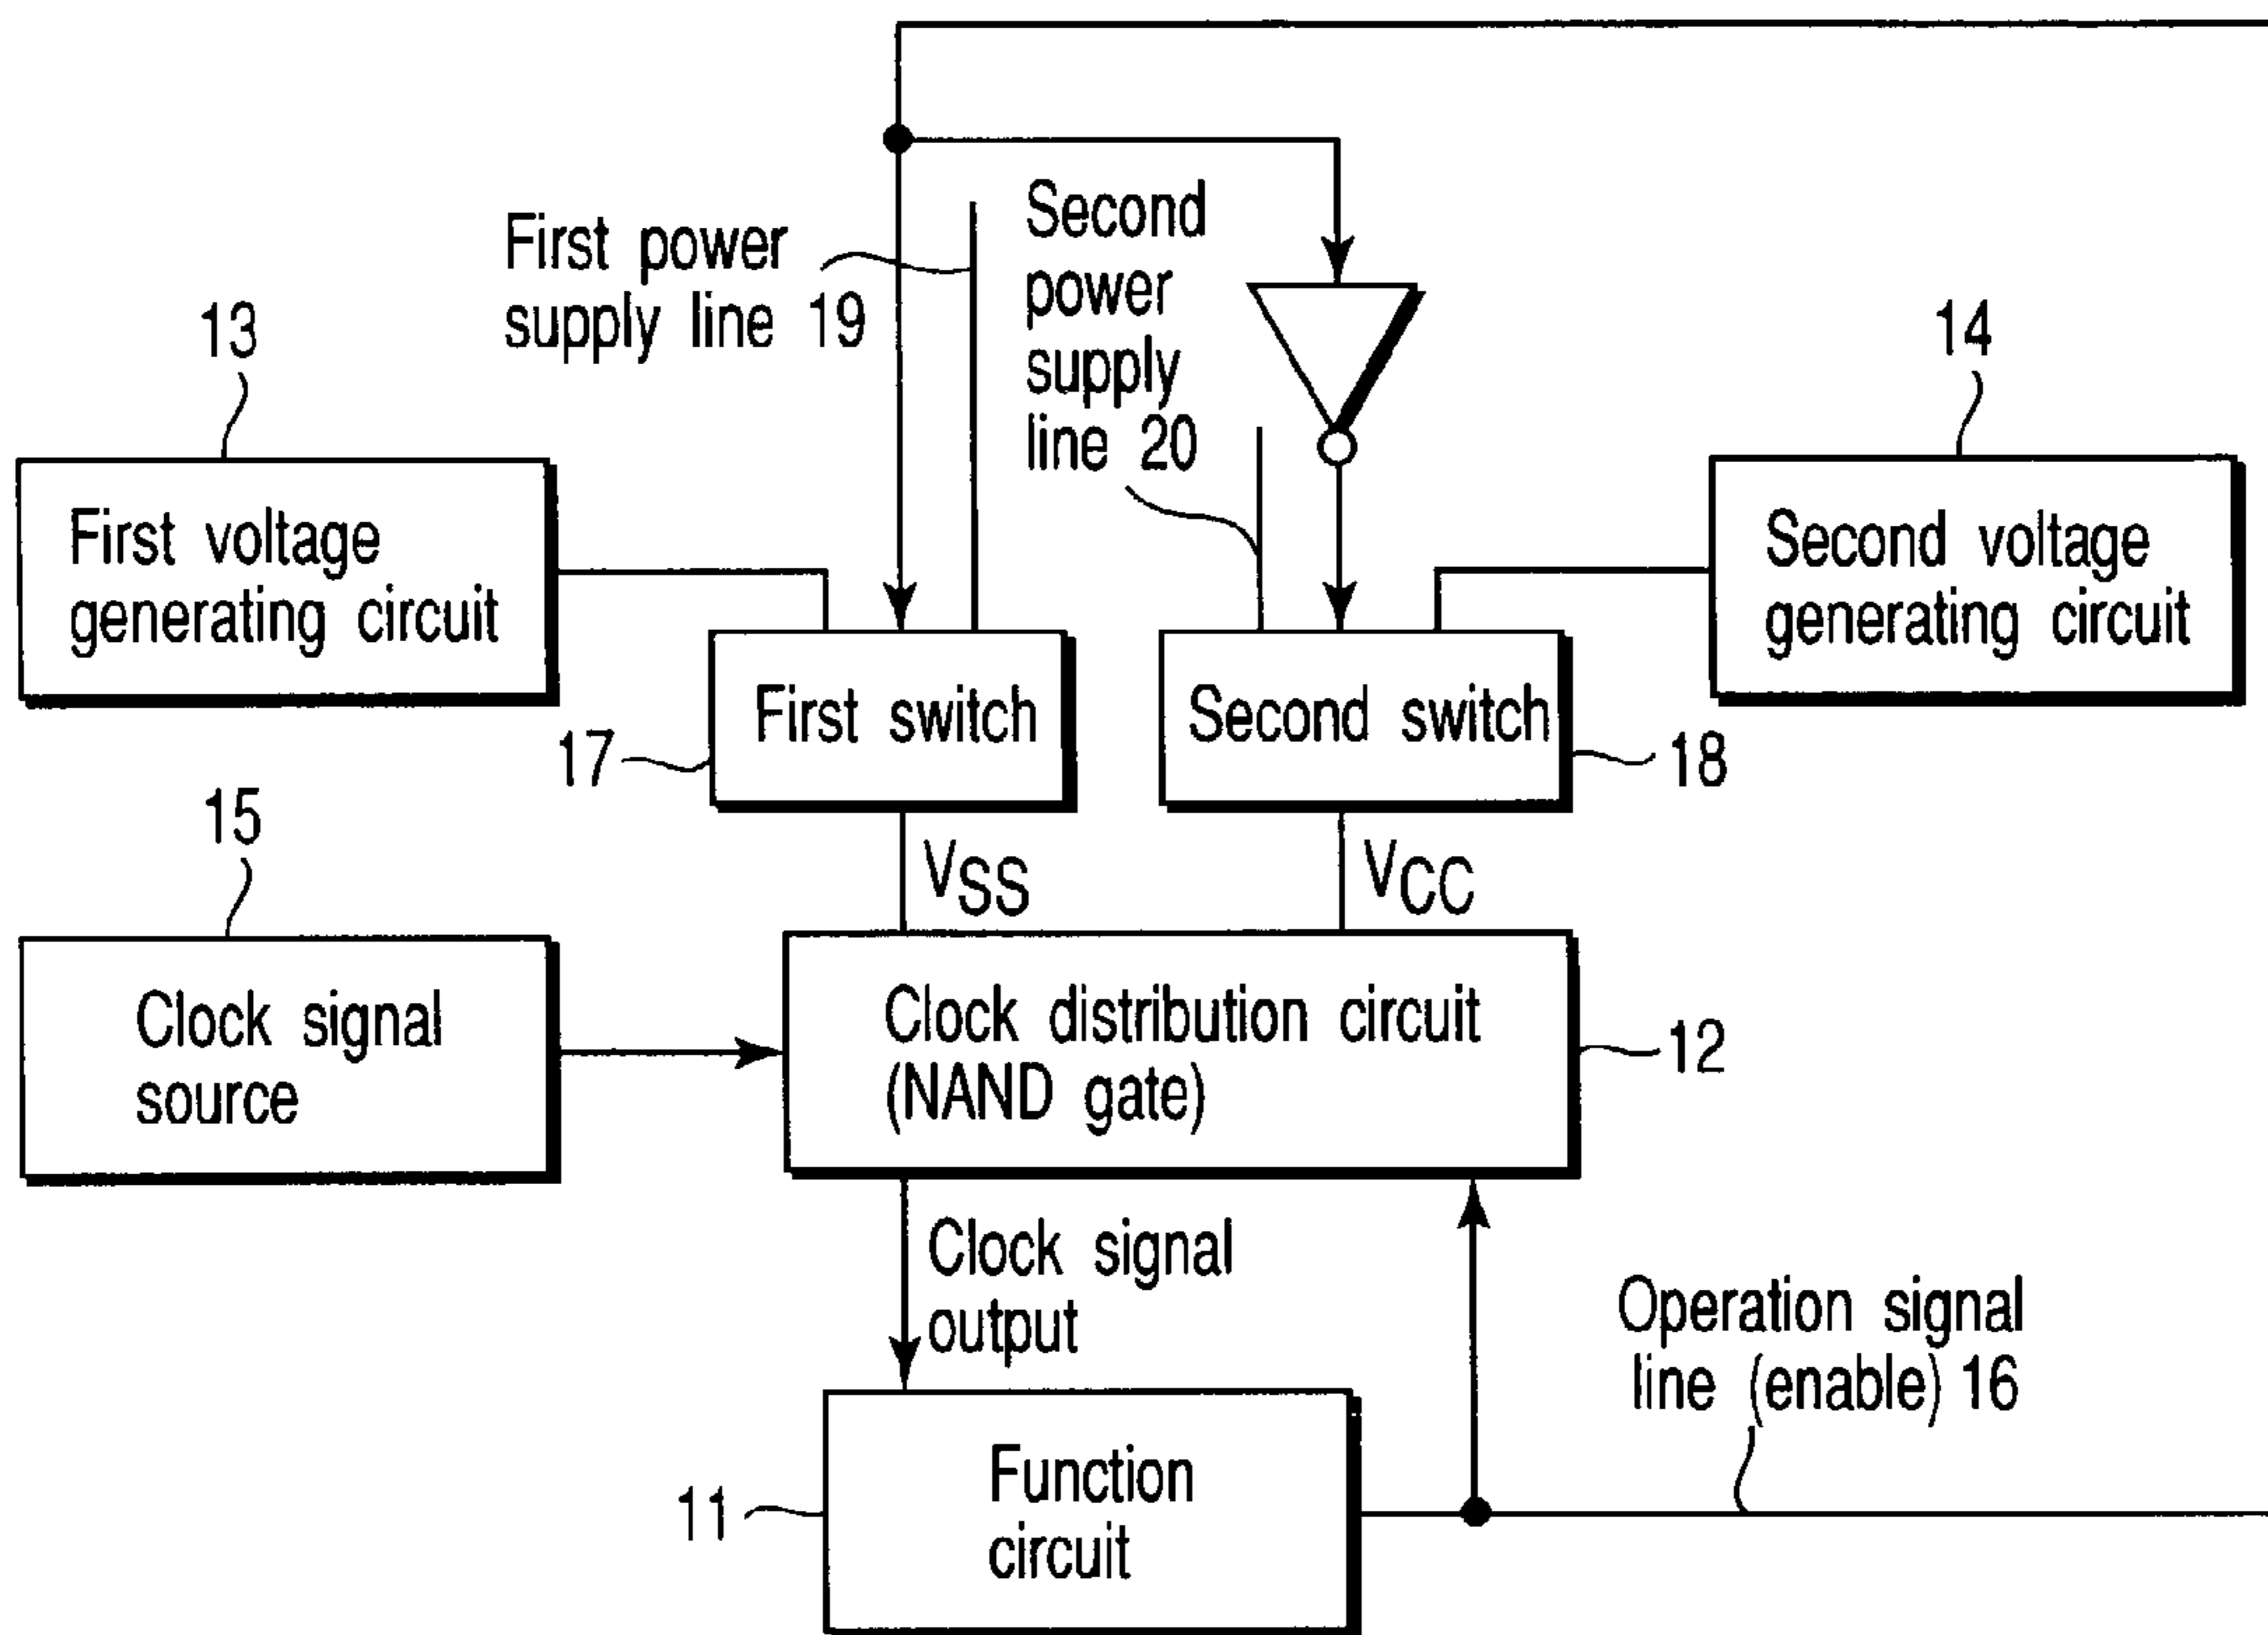 First power
supply line 19
Second
power
supply
line 20
13
14
First voltage
generating circuit
Second voltage
generating circuit
First switch
Second switch
17
18
15
VSS
VCC
Clock signal
source
Clock distribution circuit
(NAND gate)
12
Clock signal
output
Operation signal
line (enable) 16
11
Function
circuit